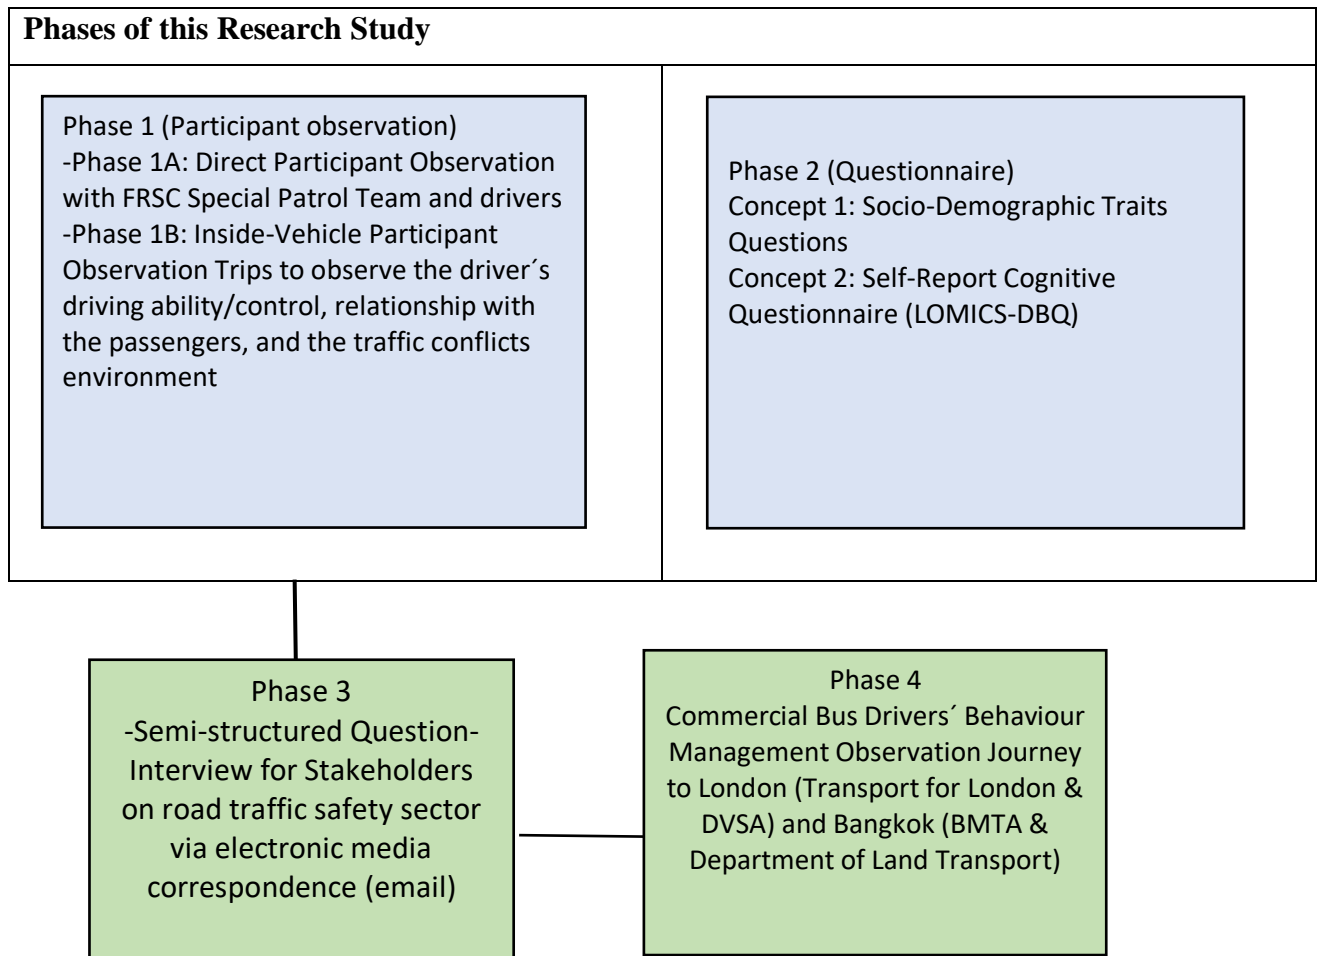 Phases of this Research Study
Phase 1 (Participant observation)
-Phase 1A: Direct Participant Observation
with FRSC Special Patrol Team and drivers
-Phase 1B: Inside-Vehicle Participant
Observation Trips to observe the driver´s
driving ability/control, relationship with
the passengers, and the traffic conflicts
environment
Phase 2 (Questionnaire)
Concept 1: Socio-Demographic Traits
Questions
Concept 2: Self-Report Cognitive
Questionnaire (LOMICS-DBQ)
Phase 3
-Semi-structured Question-
Interview for Stakeholders
on road traffic safety sector
via electronic media
correspondence (email)
Phase 4
Commercial Bus Drivers´ Behaviour
Management Observation Journey
to London (Transport for London &
DVSA) and Bangkok (BMTA &
Department of Land Transport)